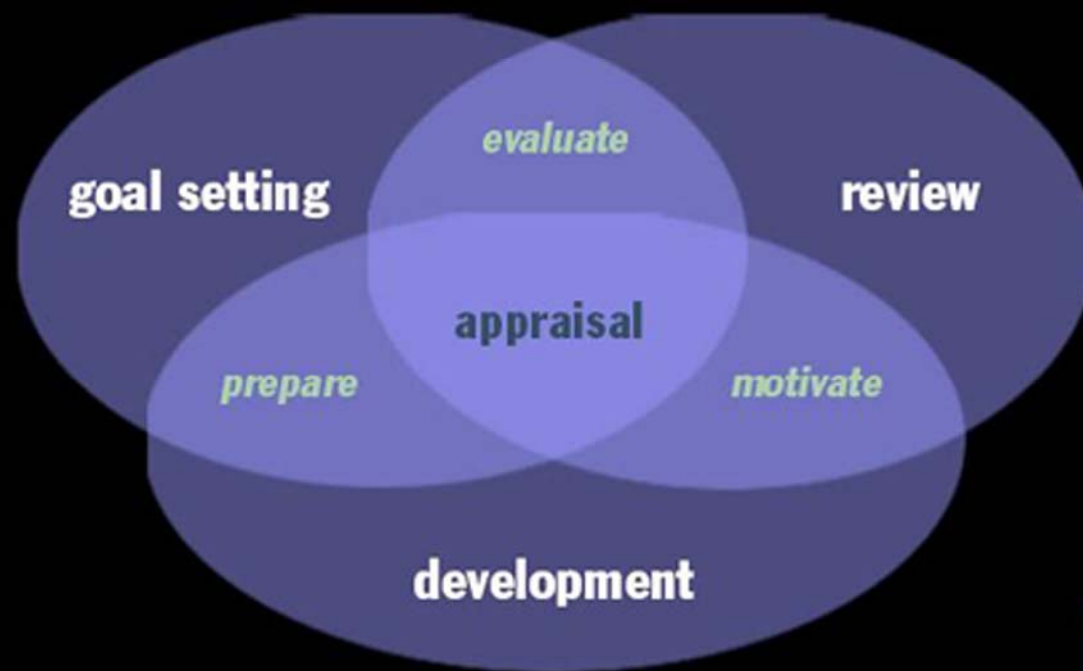 evaluate
goal setting
review
appraisal
prepare
motivate
development